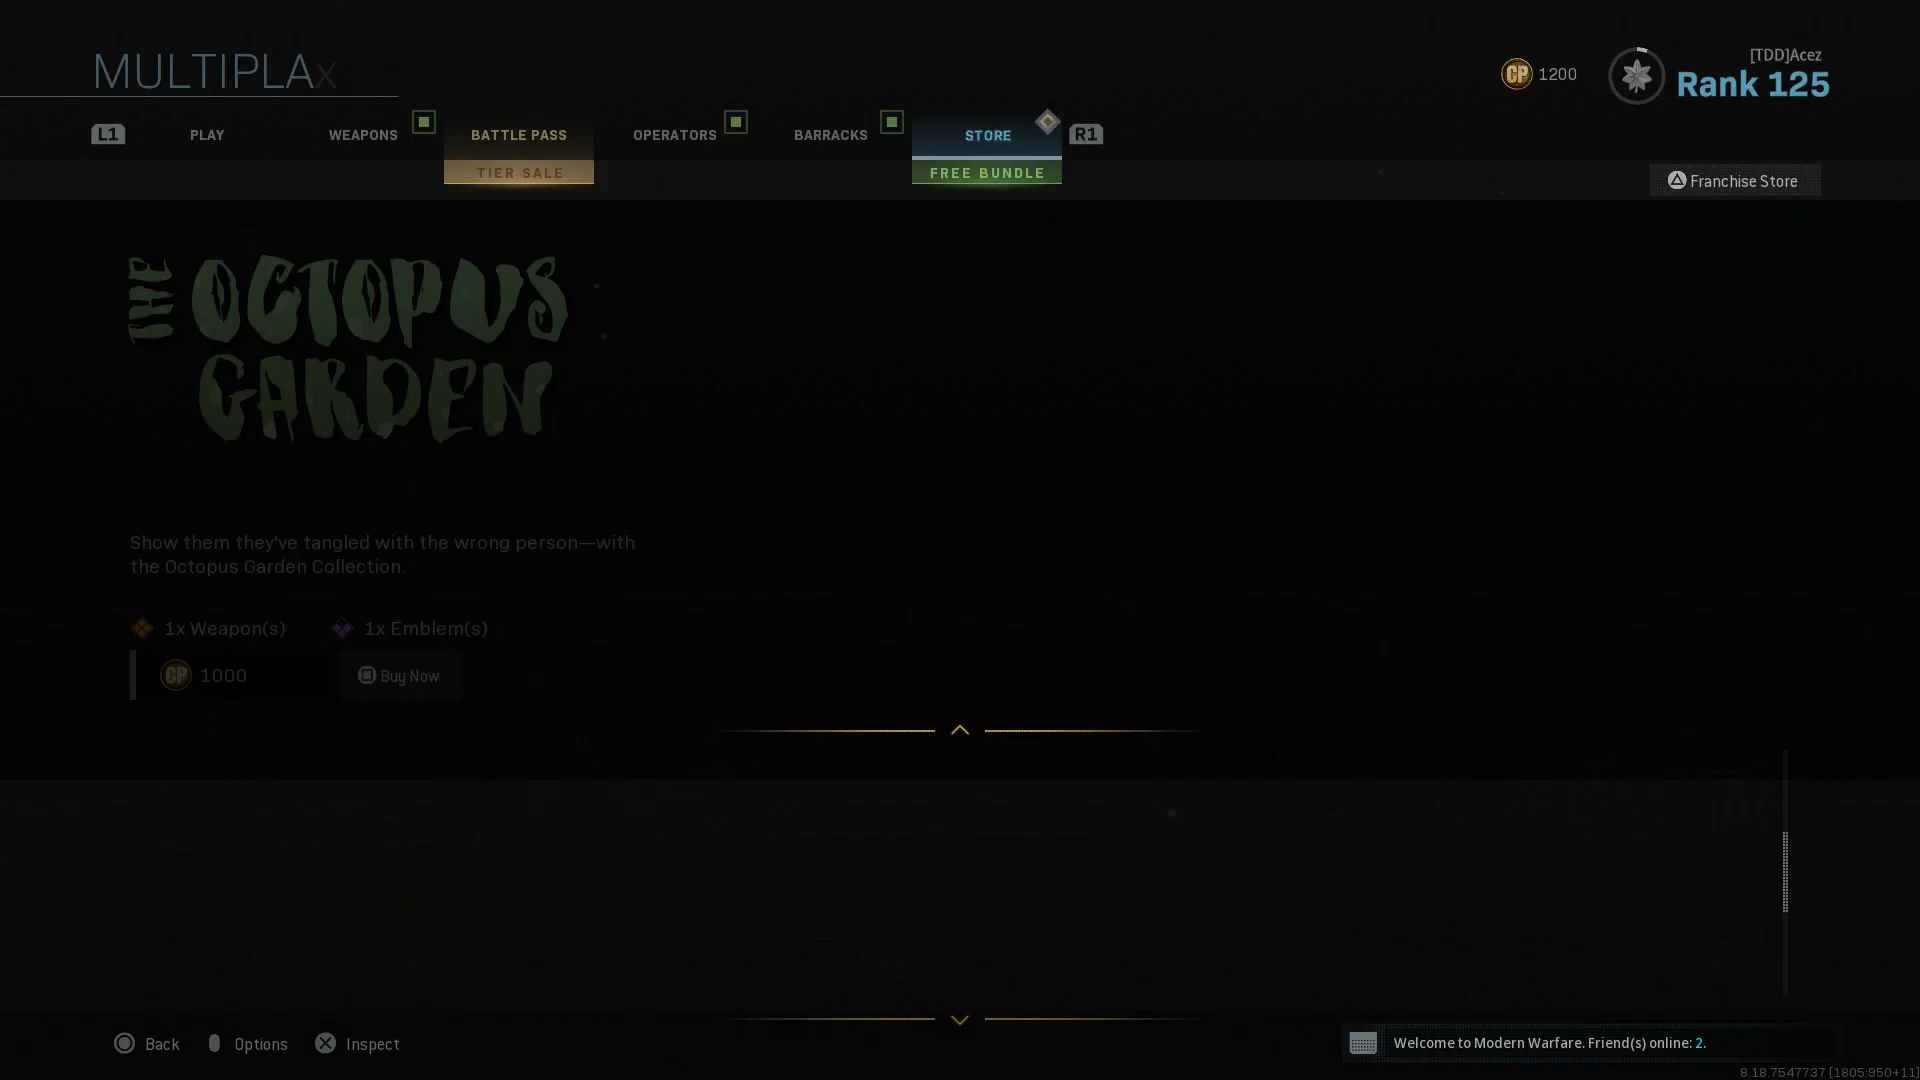 MULTIPLAX
CP 1200
[TDD]Acez
Rank 125
L1
PLAY
WEAPONS
BATTLE PASS
OPERATORS
BARRACKS
STORE
R1
TIER SALE
FREE BUNDLE
Franchise Store
THE OCTOPUS
GARDEN
Show them they've tangled with the wrong person—with
the Octopus Garden Collection.
1x Weapon(s)
1x Emblem(s)
CP 1000
Buy Now
Back
Options
Inspect
Welcome to Modern Warfare. Friend(s) online: 2.
8.18.7547737 [1805:950+11]